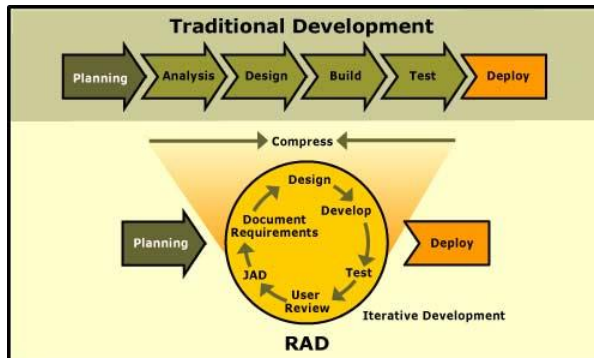 Traditional Development
Planning
Analysis
Design
Build
Test
Deploy
Compress
Design
Develop
Test
User
Review
JAD
Document
Requirements
Planning
Deploy
Iterative Development
RAD